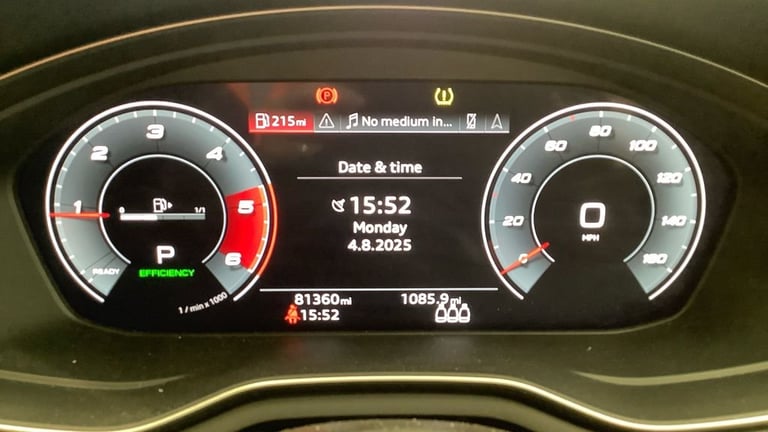 P
215mi
No medium in...
Date & time
15:52
Monday
4.8.2025
1
2
3
4
5
6
0
1/1
P
READY
EFFICIENCY
1 / min x 1000
0
20
40
60
80
100
120
140
160
0
MPH
81360mi
1085.9mi
15:52